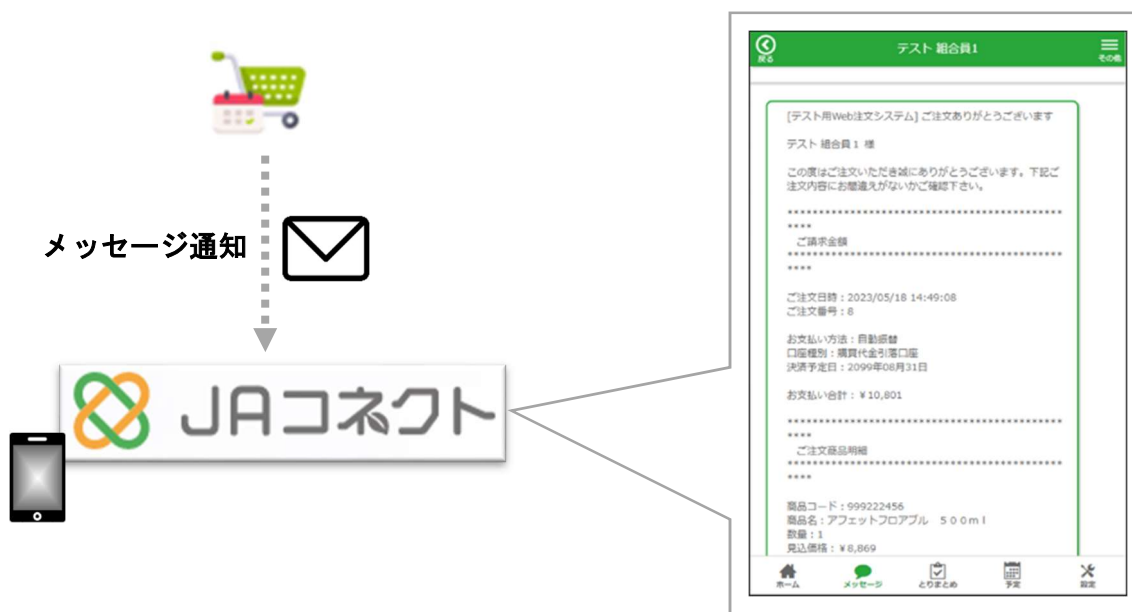 メッセージ通知
JAコネクト
戻る
テスト 組合員1
その他
[テスト用Web注文システム] ご注文ありがとうございます
テスト 組合員1 様
この度はご注文いただき誠にありがとうございます。下記ご
注文内容にお間違えがないかご確認下さい。
********************************************
****
ご請求金額
********************************************
****
ご注文日時：2023/05/18 14:49:08
ご注文番号：8
お支払い方法：自動振替
口座種別：購買代金引落口座
決済予定日：2099年08月31日
お支払い合計：￥10,801
********************************************
****
ご注文商品明細
********************************************
****
商品コード：999222456
商品名：アフェットフロアブル　５００ｍｌ
数量：1
見込価格：￥8,869
ホーム
メッセージ
とりまとめ
予定
設定